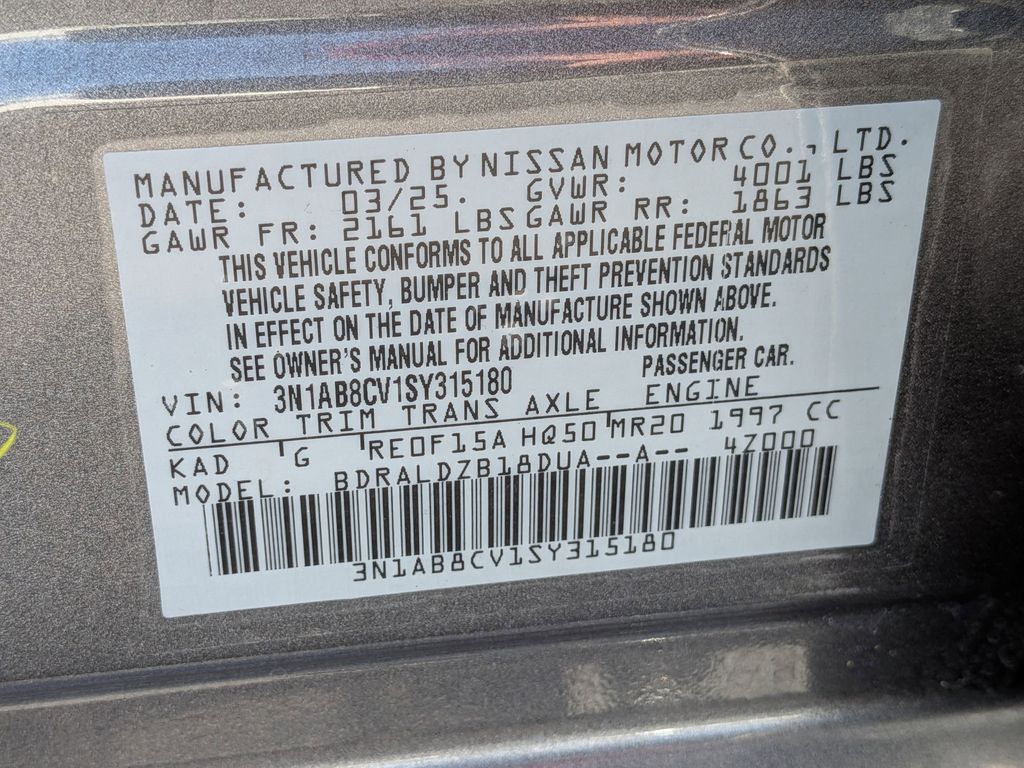 MANUFACTURED BY NISSAN MOTOR CO., LTD.
DATE: 03/25. GVWR: 4001 LBS
GAWR FR: 2161 LBS GAWR RR: 1863 LBS
THIS VEHICLE CONFORMS TO ALL APPLICABLE FEDERAL MOTOR
VEHICLE SAFETY, BUMPER AND THEFT PREVENTION STANDARDS
IN EFFECT ON THE DATE OF MANUFACTURE SHOWN ABOVE.
SEE OWNER'S MANUAL FOR ADDITIONAL INFORMATION.
VIN: 3N1AB8CV1SY315180 PASSENGER CAR.
COLOR TRIM TRANS AXLE ENGINE
KAD G RE0F15A HQ50 MR20 1997 CC
MODEL: BDRALDZB18DUA--A-- 4Z000
3N1AB8CV1SY315180